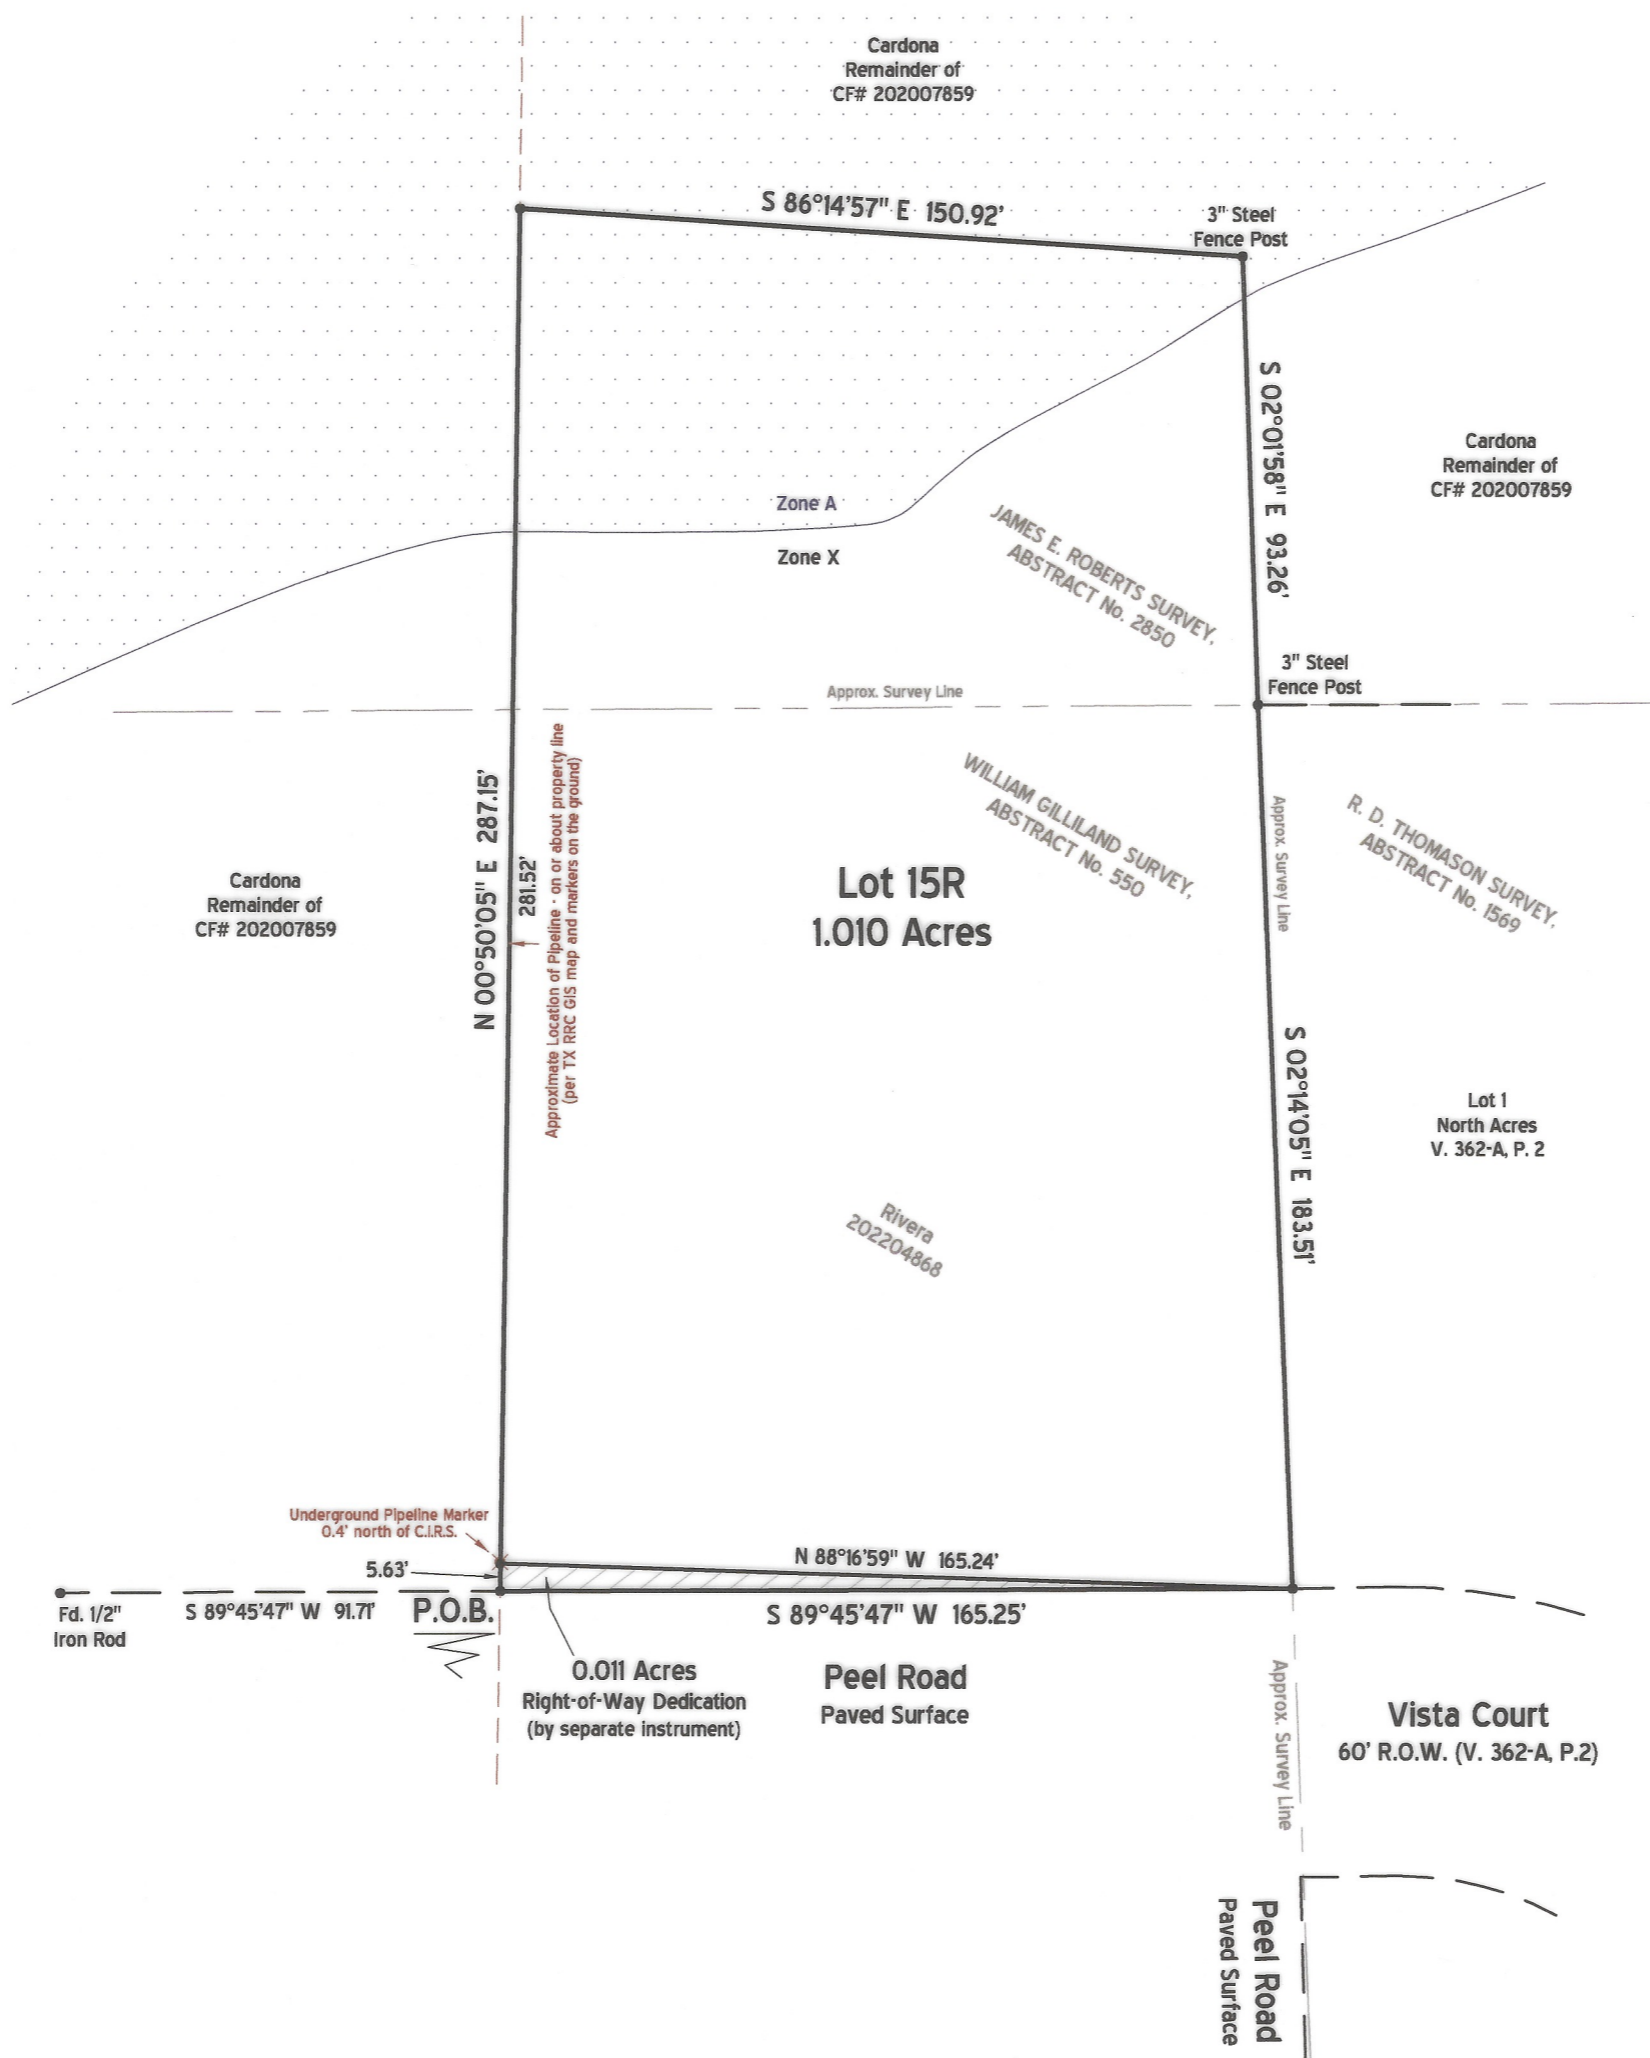 Cardona
Remainder of
CF# 202007859
S 86°14'57" E 150.92'
3" Steel
Fence Post
S 02°01'58" E 93.26'
Cardona
Remainder of
CF# 202007859
Zone A
Zone X
JAMES E. ROBERTS SURVEY,
ABSTRACT No. 2850
3" Steel
Fence Post
Approx. Survey Line
N 00°50'05" E 287.15'
281.52'
Approximate Location of Pipeline - on or about property line
(per TX RRC GIS map and markers on the ground)
WILLIAM GILLILAND SURVEY,
ABSTRACT No. 550
Approx. Survey Line
R. D. THOMASON SURVEY,
ABSTRACT No. 1569
Cardona
Remainder of
CF# 202007859
Lot 15R
1.010 Acres
S 02°14'05" E 183.51'
Lot 1
North Acres
V. 362-A, P. 2
Rivera
202204868
Underground Pipeline Marker
0.4' north of C.I.R.S.
5.63'
N 88°16'59" W 165.24'
Fd. 1/2"
Iron Rod
S 89°45'47" W 91.71'
P.O.B.
S 89°45'47" W 165.25'
0.011 Acres
Right-of-Way Dedication
(by separate instrument)
Peel Road
Paved Surface
Approx. Survey Line
Vista Court
60' R.O.W. (V. 362-A, P.2)
Peel Road
Paved Surface